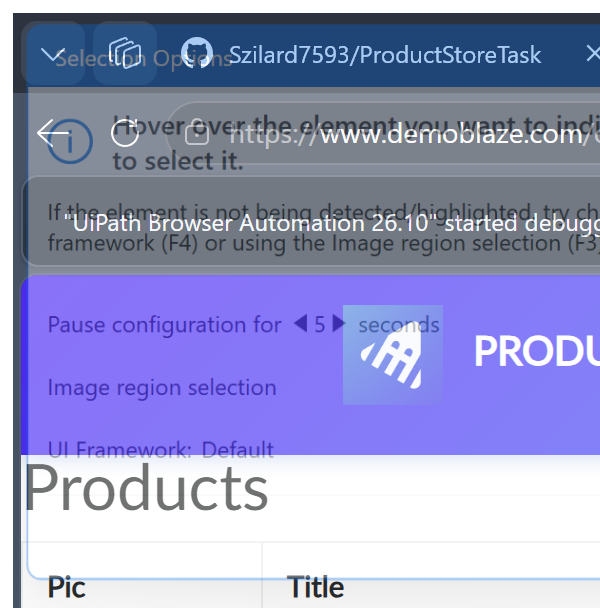 Selection Options
Szilard7593/ProductStoreTask
Hover over the element you want to indi
https://www.demoblaze.com/c
to select it.
If the element is not being detected/highlighted, try ch
"UiPath Browser Automation 26.10" started debugg
framework (F4) or using the Image region selection (F3
Pause configuration for 5 seconds
PRODU
Image region selection
UI Framework: Default
Products
Pic Title